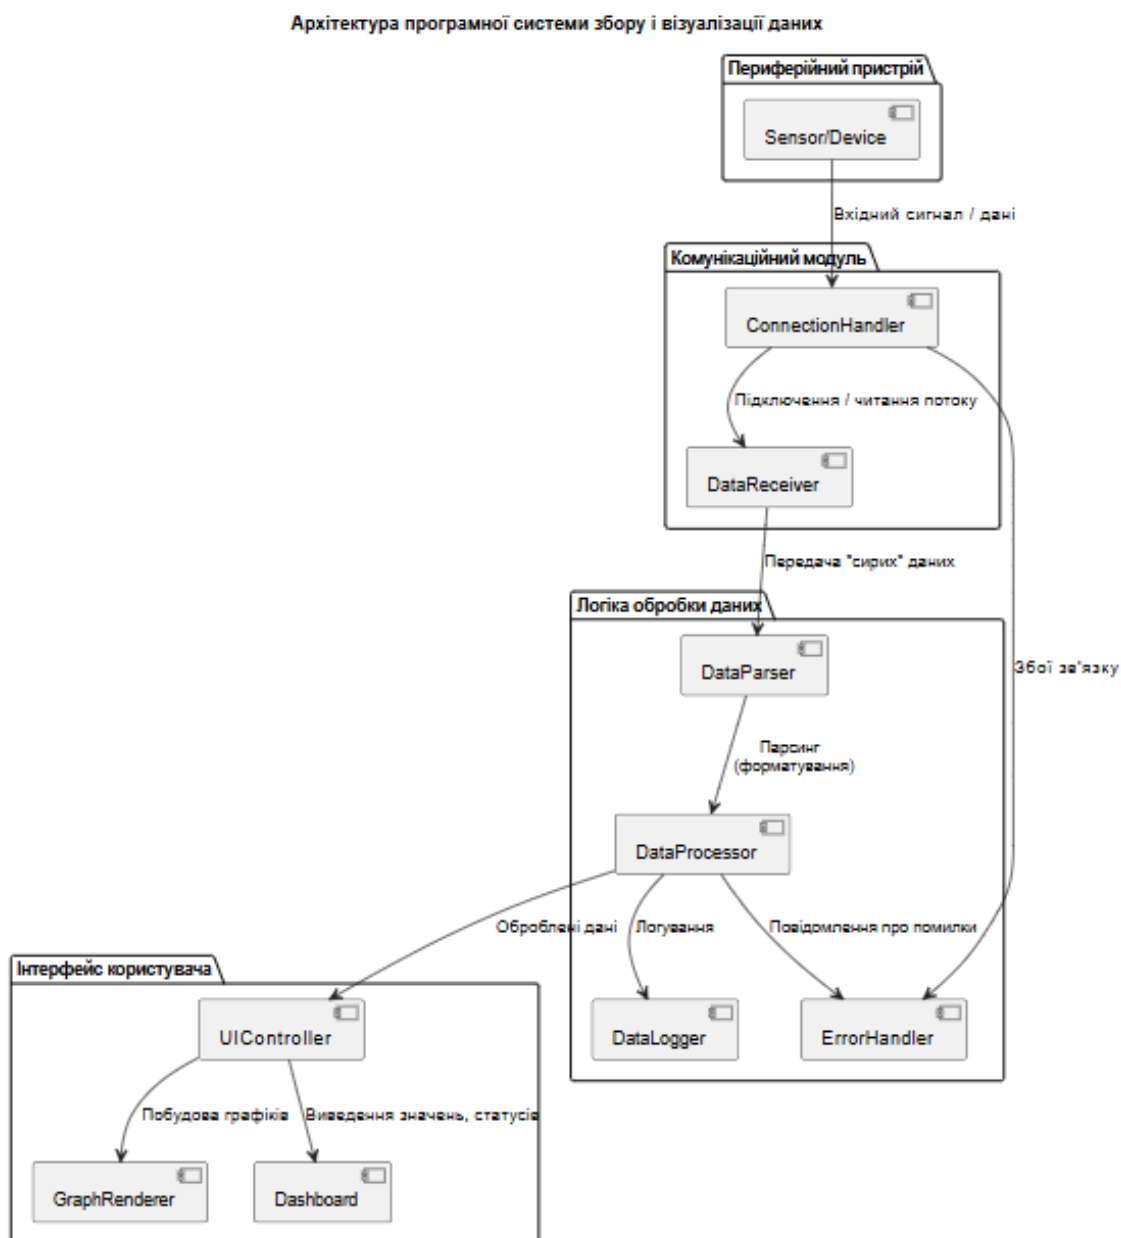 Архітектура програмної системи збору і візуалізації даних
Периферійний пристрій
Sensor/Device
Вхідний сигнал / дані
Комунікаційний модуль
ConnectionHandler
Підключення / читання потоку
DataReceiver
Передача "сирих" даних
Логіка обробки даних
DataParser
Збої зв'язку
Парсинг
(форматування)
DataProcessor
Оброблені дані
Логування
Повідомлення про помилки
Інтерфейс користувача
UIController
DataLogger
ErrorHandler
Побудова графіків
Виведення значень, статусів
GraphRenderer
Dashboard